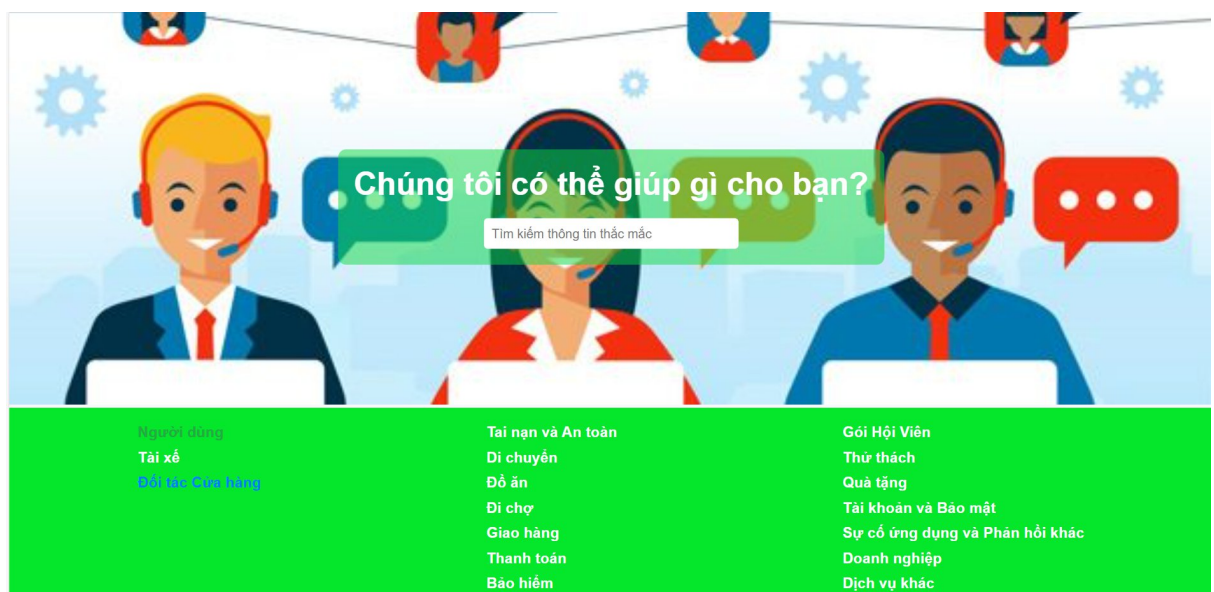 Chúng tôi có thể giúp gì cho bạn?
Tìm kiếm thông tin thắc mắc
Người dùng
Tài xế
Đối tác Cửa hàng
Tai nạn và An toàn
Di chuyển
Đồ ăn
Đi chợ
Giao hàng
Thanh toán
Bảo hiểm
Gói Hội Viên
Thử thách
Quà tặng
Tài khoản và Bảo mật
Sự cố ứng dụng và Phản hồi khác
Doanh nghiệp
Dịch vụ khác